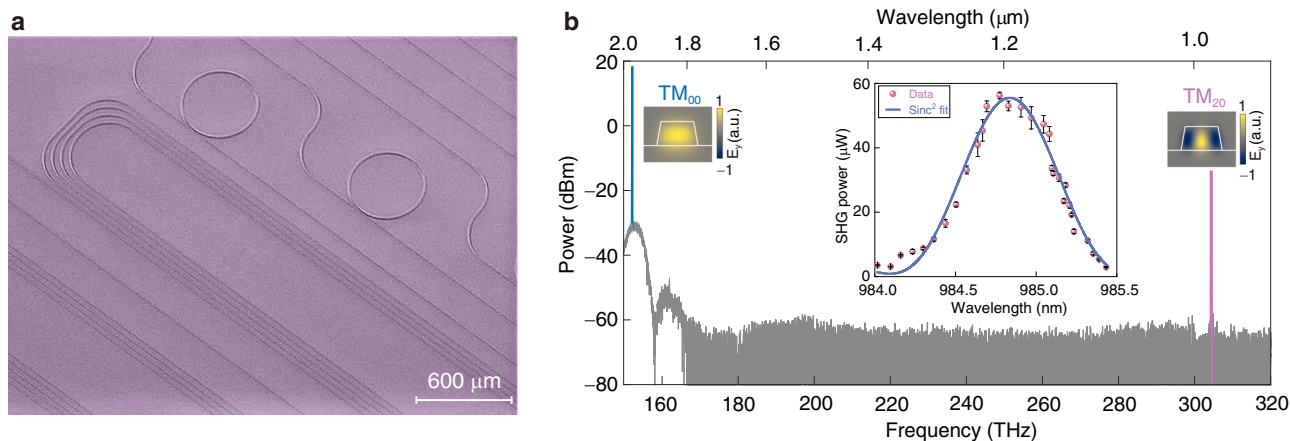 a
600 μm
b
Wavelength (μm)
2.0 1.8 1.6 1.4 1.2 1.0
Power (dBm)
20
0
−20
−40
−60
−80
160 180 200 220 240 260 280 300 320
Frequency (THz)
TM00
1
Ey (a.u.)
−1
Data
Sinc² fit
SHG power (μW)
60
40
20
0
984.0 984.5 985.0 985.5
Wavelength (nm)
TM20
1
Ey (a.u.)
−1